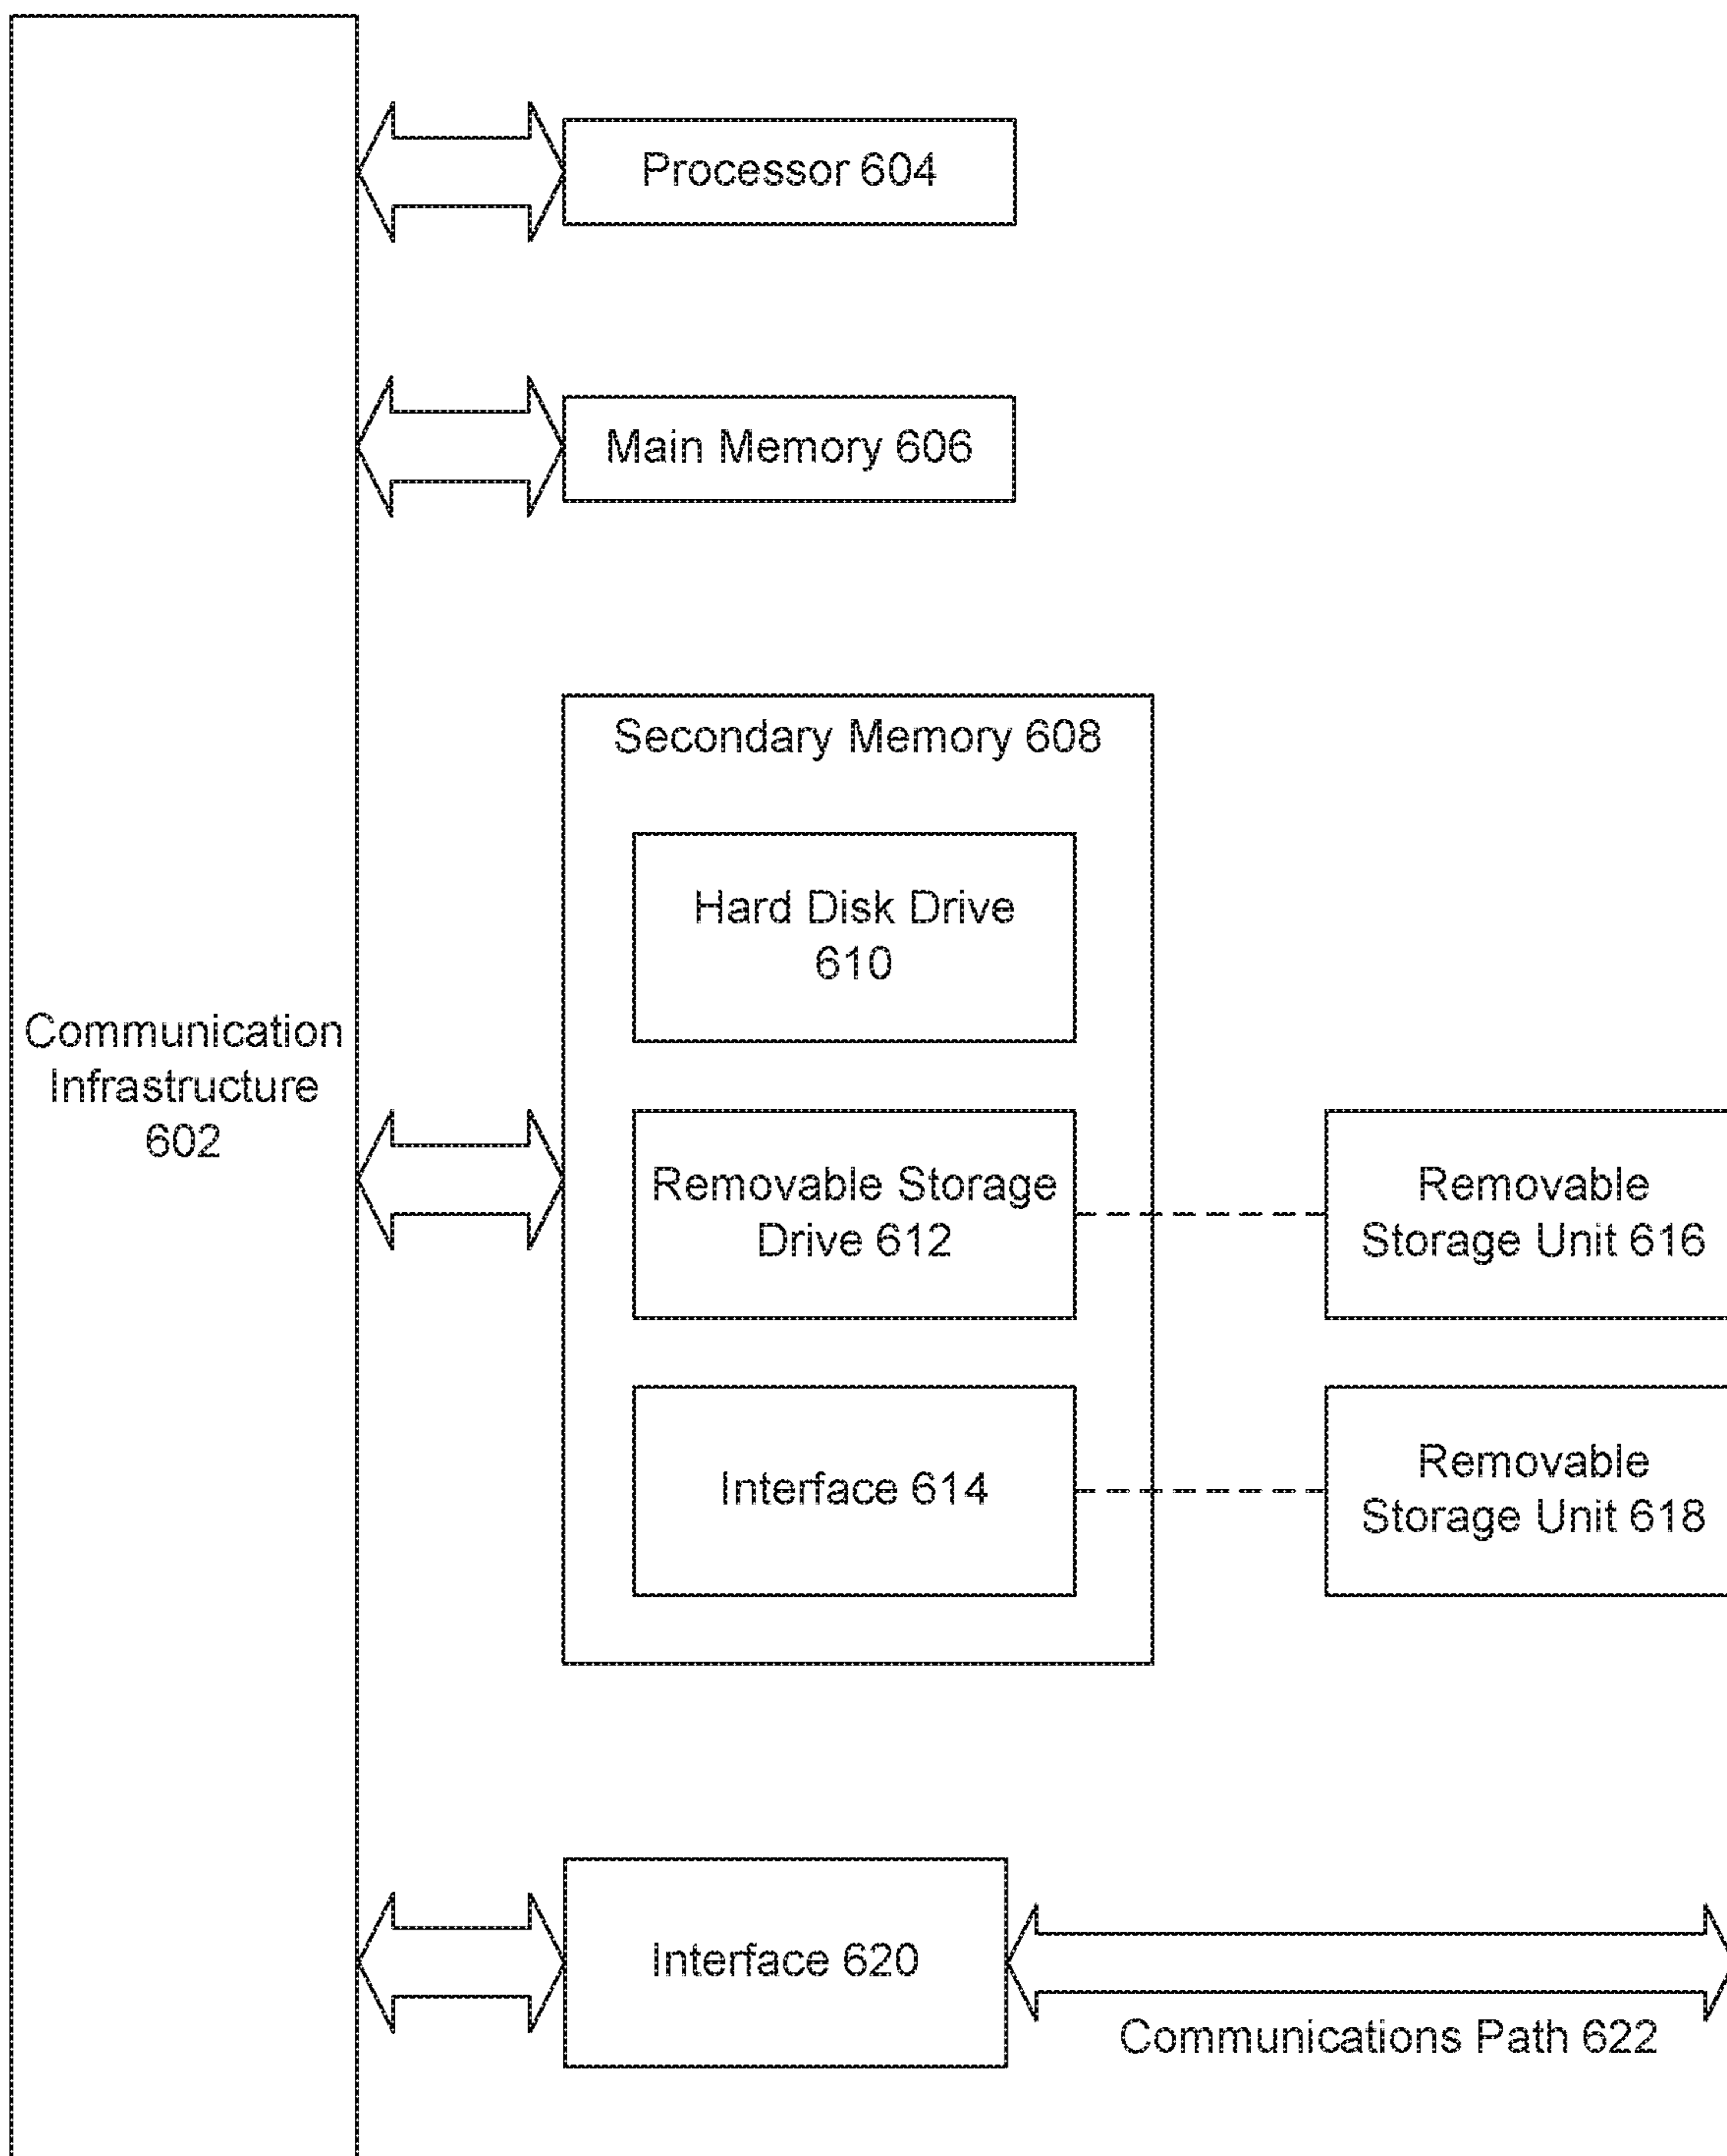 Processor 604
Main Memory 606
Secondary Memory 608
Hard Disk Drive
610
Communication
Infrastructure
602
Removable Storage
Drive 612
Removable
Storage Unit 616
Interface 614
Removable
Storage Unit 618
Interface 620
Communications Path 622